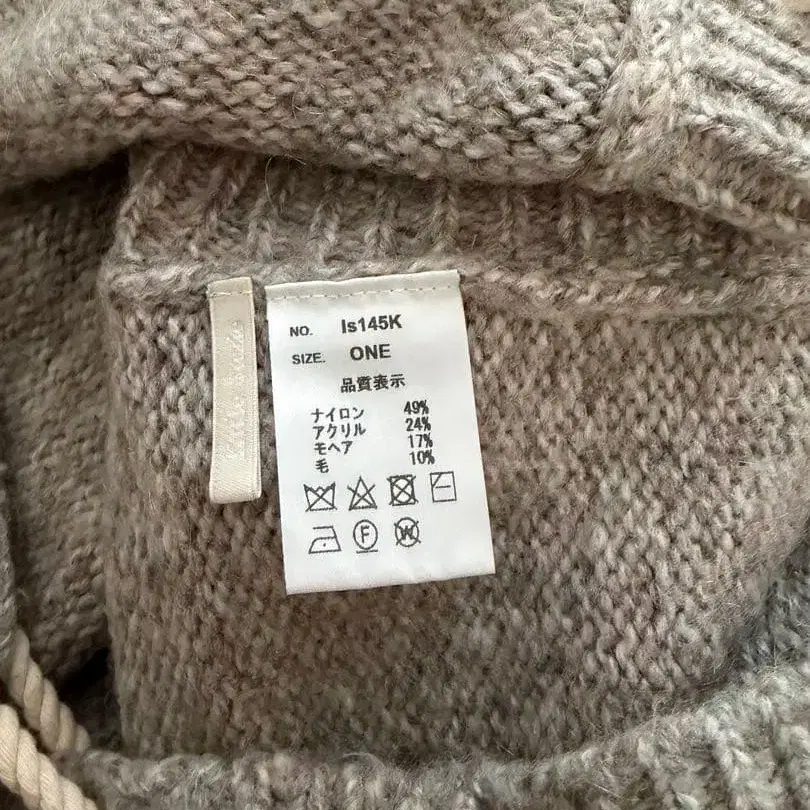 NO. Is145K
SIZE. ONE
品質表示
ナイロン 49%
アクリル 24%
モヘア 17%
毛 10%
F W